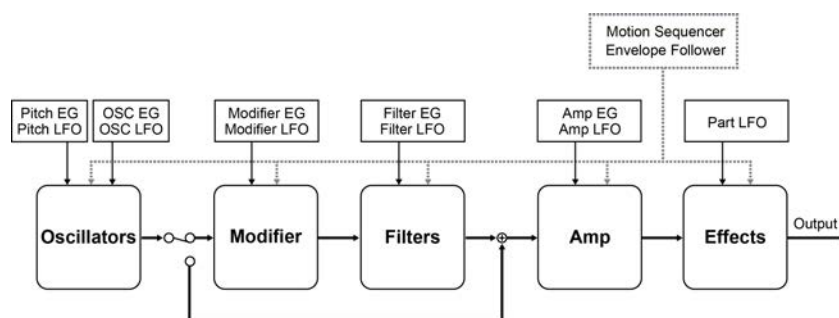 Motion Sequencer
Envelope Follower
Pitch EG
Pitch LFO
OSC EG
OSC LFO
Modifier EG
Modifier LFO
Filter EG
Filter LFO
Amp EG
Amp LFO
Part LFO
Oscillators
Modifier
Filters
Amp
Effects
Output